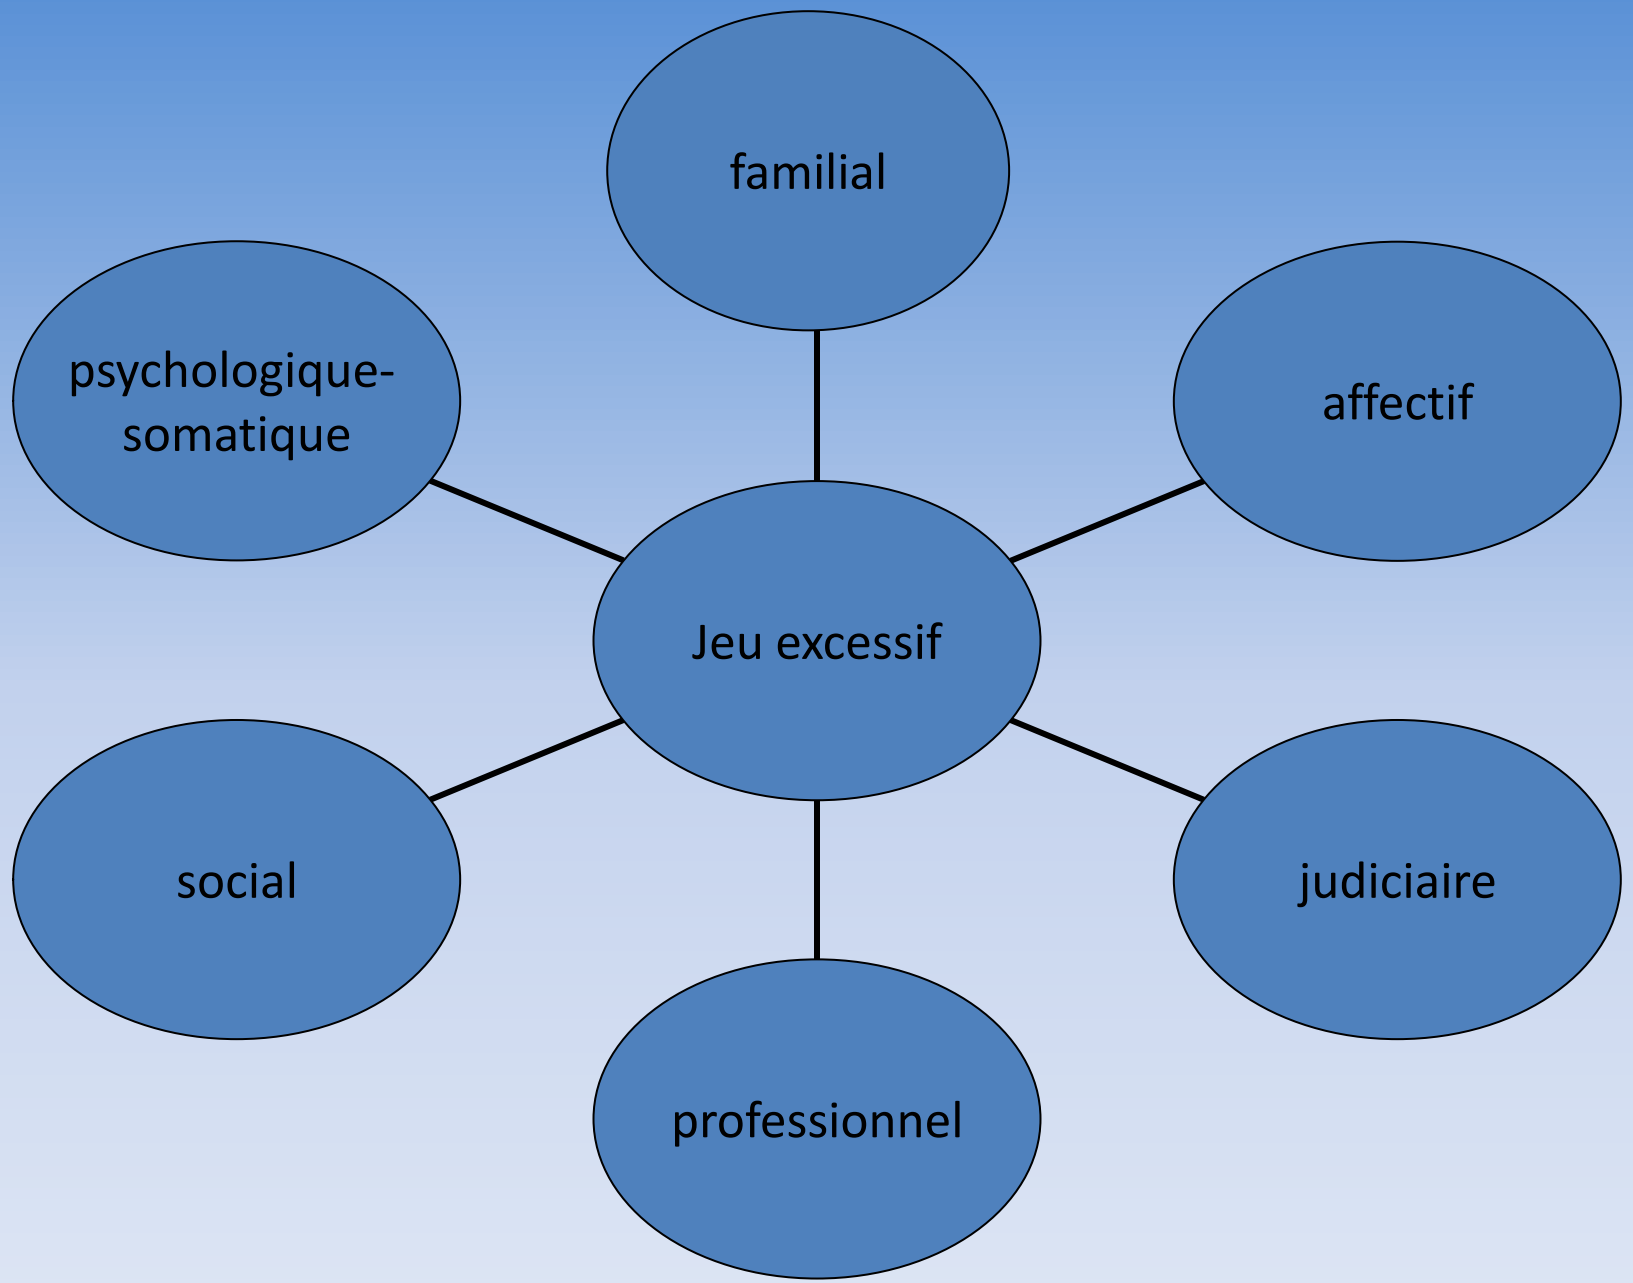 familial
psychologique-
somatique
affectif
Jeu excessif
social
judiciaire
professionnel